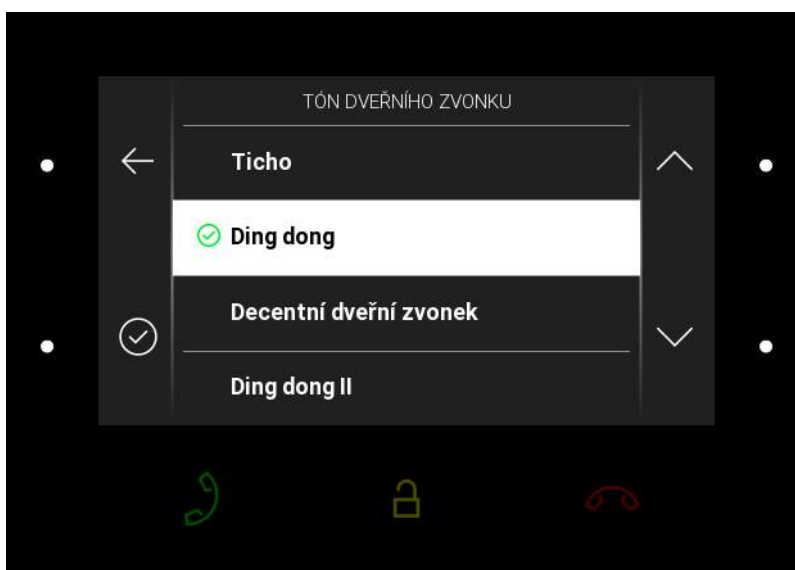 TÓN DVEŘNÍHO ZVONKU
Ticho
Ding dong
Decentní dveřní zvonek
Ding dong II